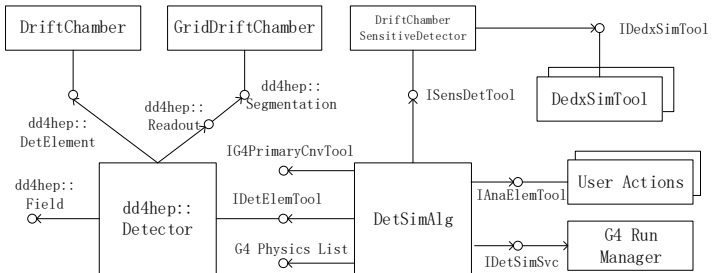 DriftChamber
GridDriftChamber
DriftChamber
SensitiveDetector
IDedxSimTool
DedxSimTool
dd4hep::
DetElement
dd4hep::
Readout
dd4hep::
Segmentation
ISensDetTool
IG4PrimaryCnvTool
dd4hep::
Field
dd4hep::
Detector
IDetElemTool
G4 Physics List
DetSimAlg
IAnaElemTool
User Actions
IDetSimSvc
G4 Run
Manager